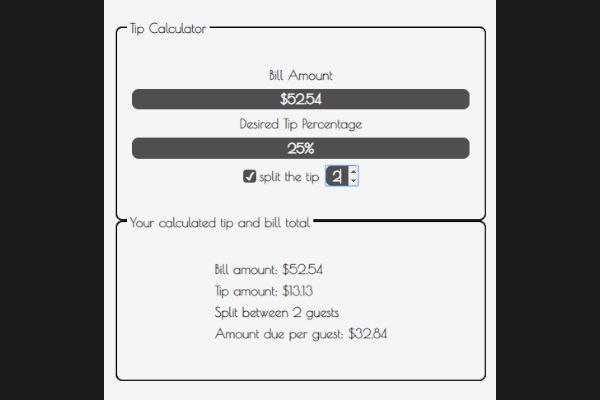 Tip Calculator
Bill Amount
$52.54
Desired Tip Percentage
25%
split the tip 2
Your calculated tip and bill total
Bill amount: $52.54
Tip amount: $13.13
Split between 2 guests
Amount due per guest: $32.84